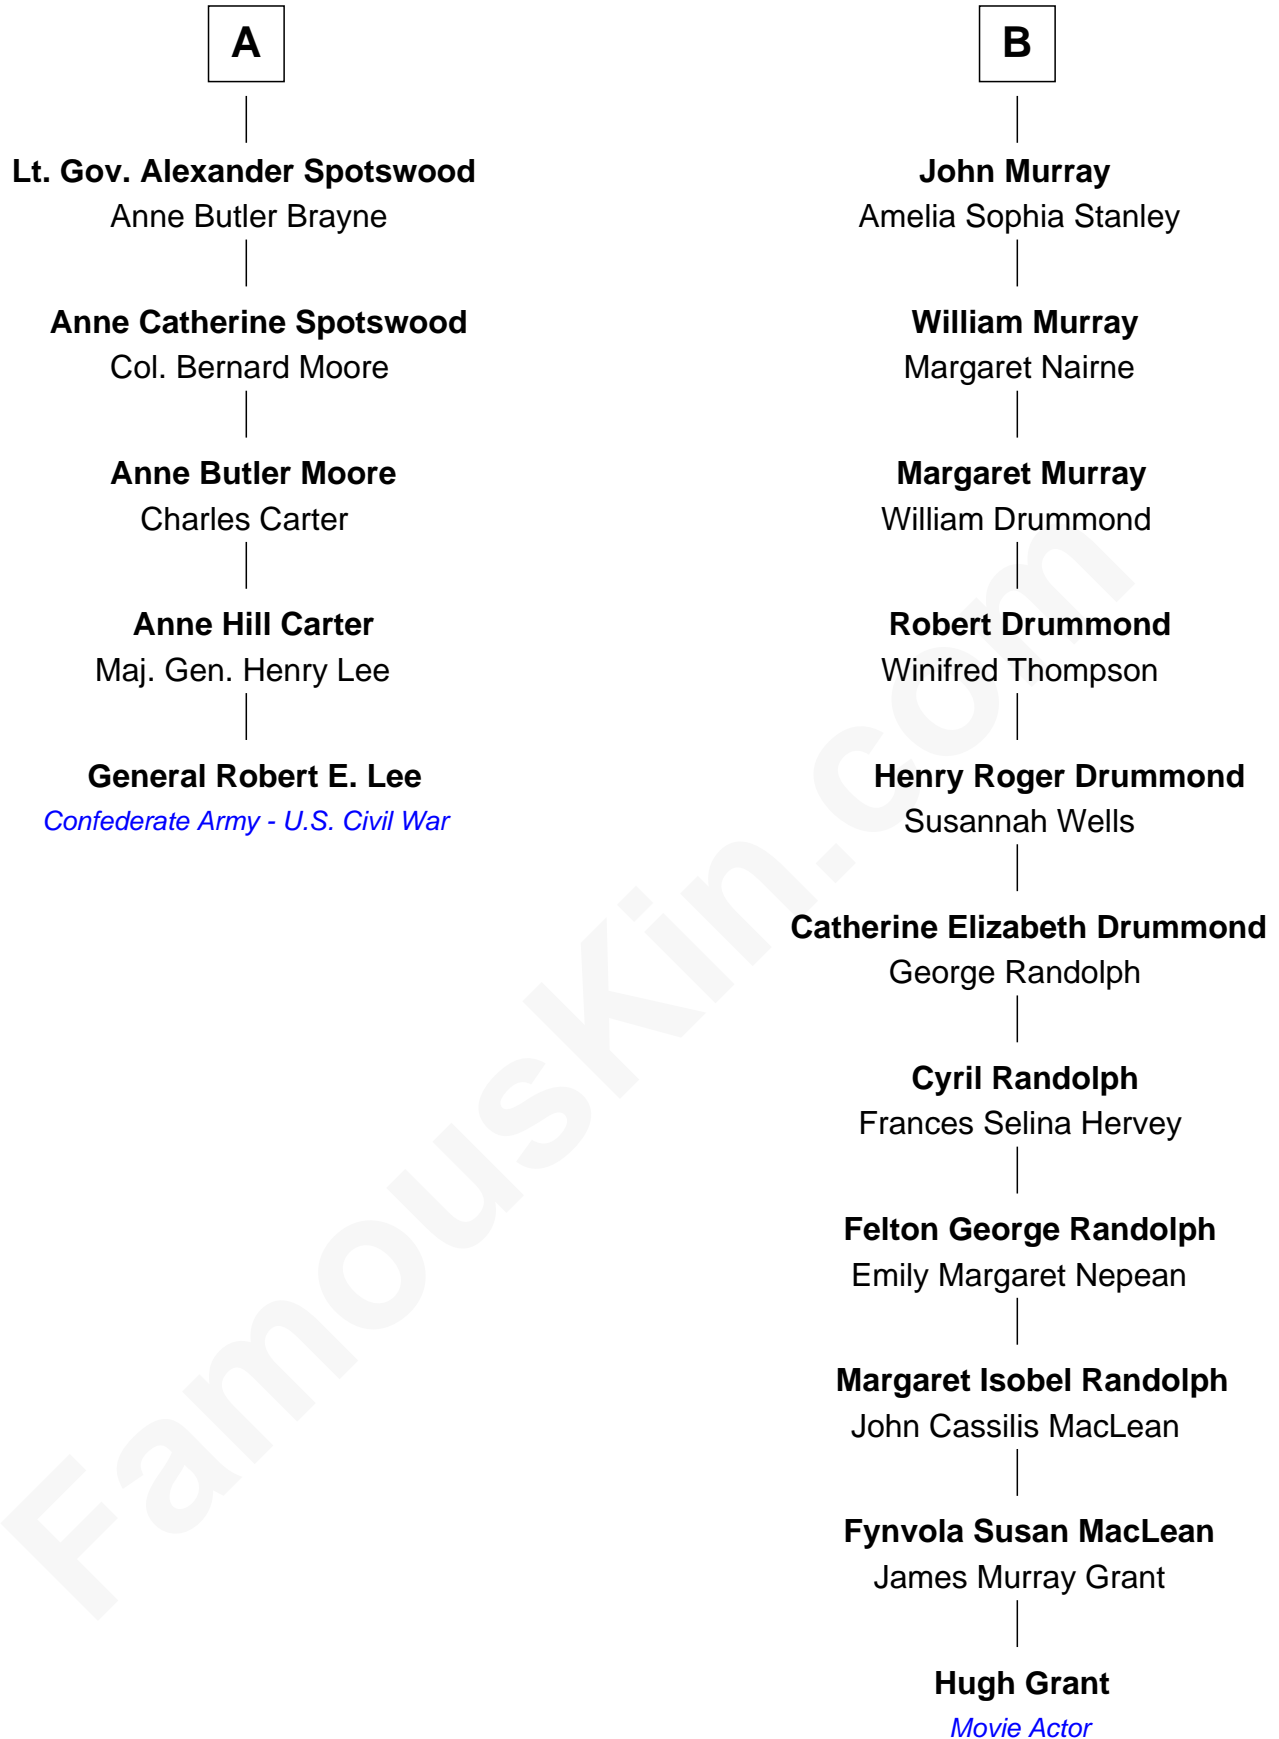 A
Lt. Gov. Alexander Spotswood
Anne Butler Brayne
Anne Catherine Spotswood
Col. Bernard Moore
Anne Butler Moore
Charles Carter
Anne Hill Carter
Maj. Gen. Henry Lee
General Robert E. Lee
Confederate Army - U.S. Civil War
B
John Murray
Amelia Sophia Stanley
William Murray
Margaret Nairne
Margaret Murray
William Drummond
Robert Drummond
Winifred Thompson
Henry Roger Drummond
Susannah Wells
Catherine Elizabeth Drummond
George Randolph
Cyril Randolph
Frances Selina Hervey
Felton George Randolph
Emily Margaret Nepean
Margaret Isobel Randolph
John Cassilis MacLean
Fynvola Susan MacLean
James Murray Grant
Hugh Grant
Movie Actor
FamousKin.com